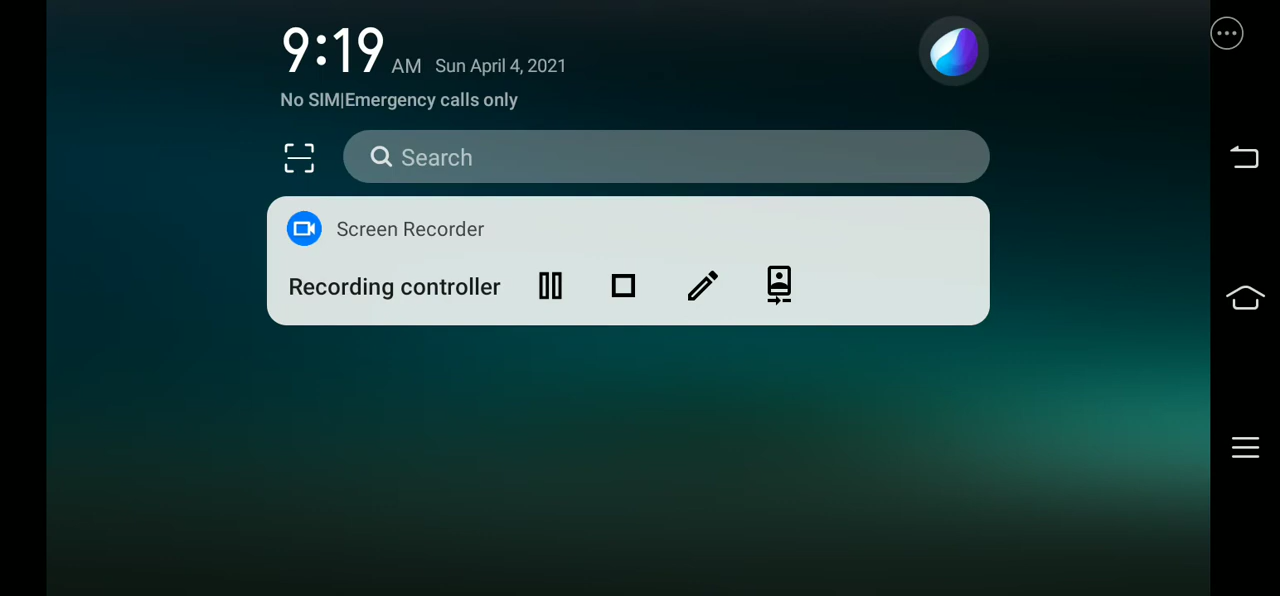 9:19 AM Sun April 4, 2021
No SIM|Emergency calls only
Search
Screen Recorder
Recording controller